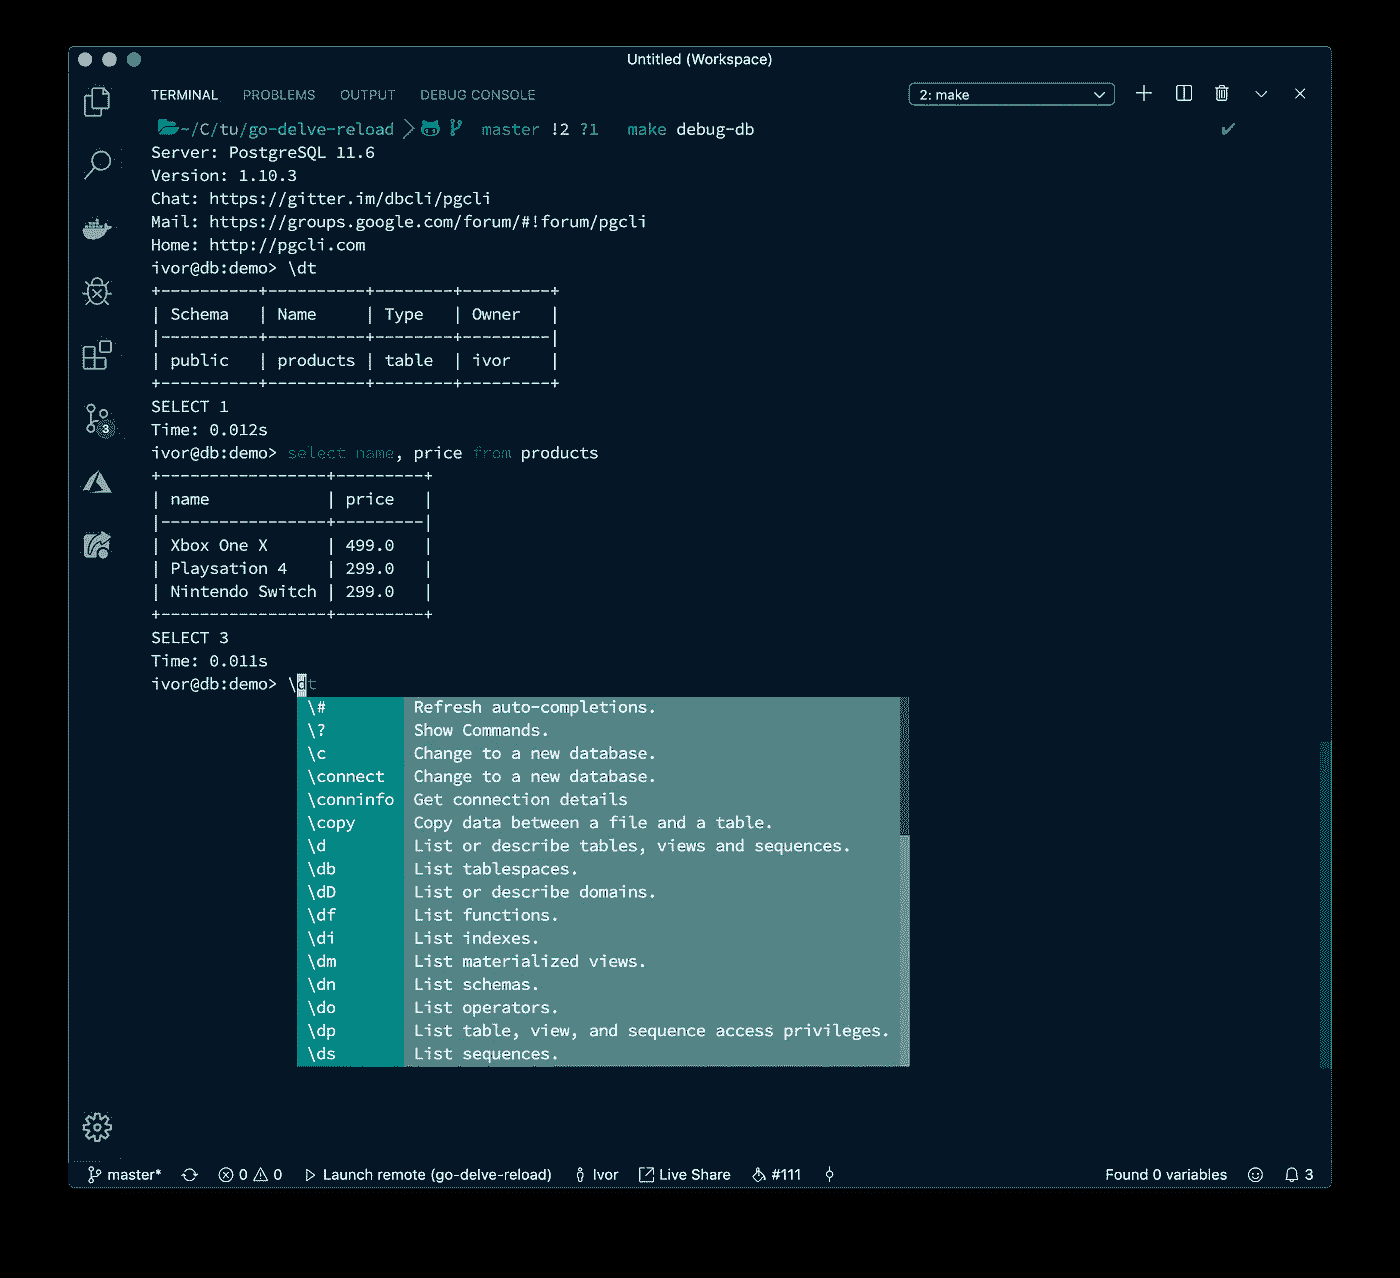 Untitled (Workspace)
TERMINAL PROBLEMS OUTPUT DEBUG CONSOLE 2: make
~/C/tu/go-delve-reload master !2 ?1 make debug-db
Server: PostgreSQL 11.6
Version: 1.10.3
Chat: https://gitter.im/dbcli/pgcli
Mail: https://groups.google.com/forum/#!forum/pgcli
Home: http://pgcli.com
ivor@db:demo> \dt
+----------+----------+--------+---------+
| Schema   | Name     | Type   | Owner   |
|----------+----------+--------+---------|
| public   | products | table  | ivor    |
+----------+----------+--------+---------+
SELECT 1
Time: 0.012s
ivor@db:demo> select name, price from products
+-----------------+---------+
| name            | price   |
|-----------------+---------|
| Xbox One X      | 499.0   |
| Playsation 4    | 299.0   |
| Nintendo Switch | 299.0   |
+-----------------+---------+
SELECT 3
Time: 0.011s
ivor@db:demo> \dt
\# Refresh auto-completions.
\? Show Commands.
\c Change to a new database.
\connect Change to a new database.
\conninfo Get connection details
\copy Copy data between a file and a table.
\d List or describe tables, views and sequences.
\db List tablespaces.
\dD List or describe domains.
\df List functions.
\di List indexes.
\dm List materialized views.
\dn List schemas.
\do List operators.
\dp List table, view, and sequence access privileges.
\ds List sequences.
3
master* 0 0 Launch remote (go-delve-reload) Ivor Live Share #111 Found 0 variables 3